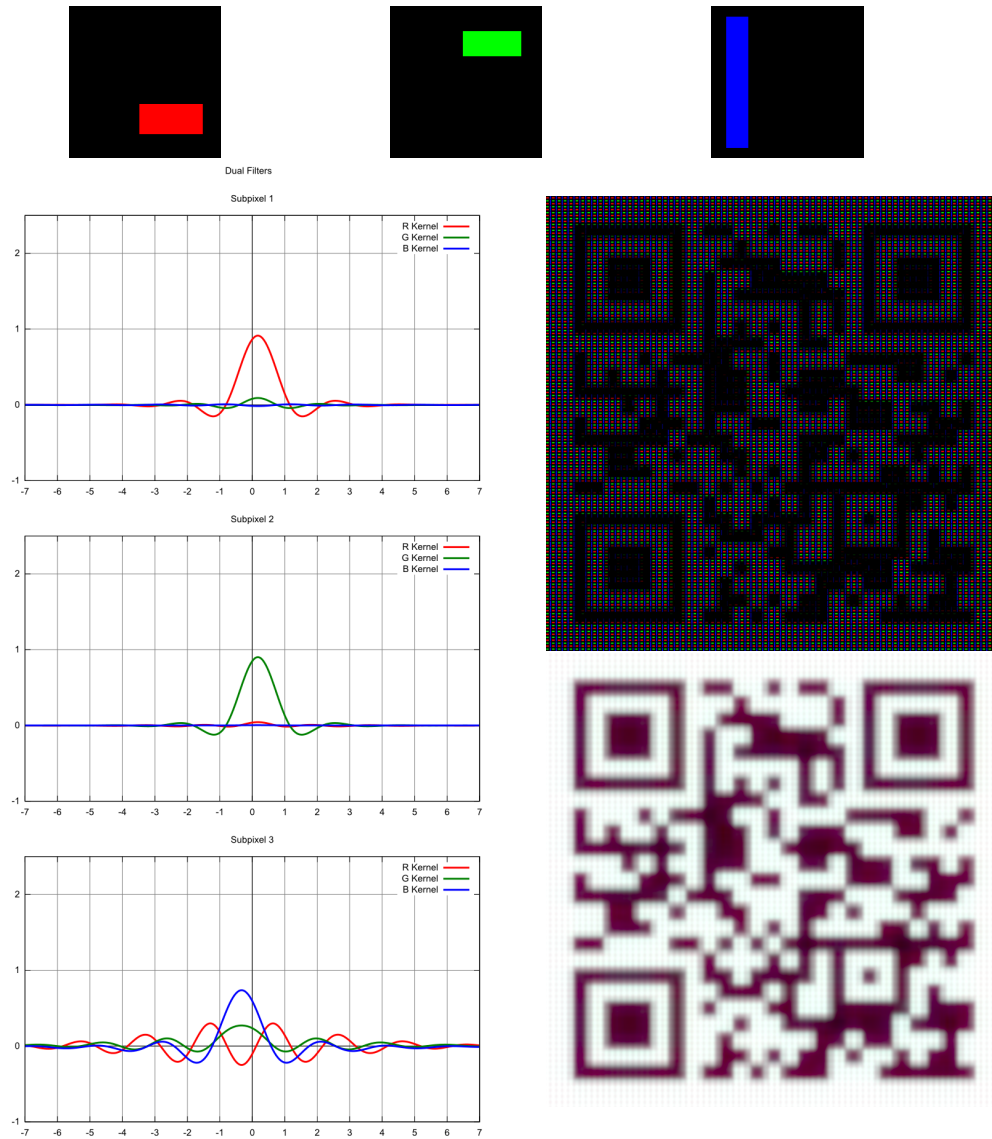 Dual Filters
Subpixel 1
R Kernel
G Kernel
B Kernel
2
1
0
-1
-7 -6 -5 -4 -3 -2 -1 0 1 2 3 4 5 6 7
Subpixel 2
R Kernel
G Kernel
B Kernel
2
1
0
-1
-7 -6 -5 -4 -3 -2 -1 0 1 2 3 4 5 6 7
Subpixel 3
R Kernel
G Kernel
B Kernel
2
1
0
-1
-7 -6 -5 -4 -3 -2 -1 0 1 2 3 4 5 6 7